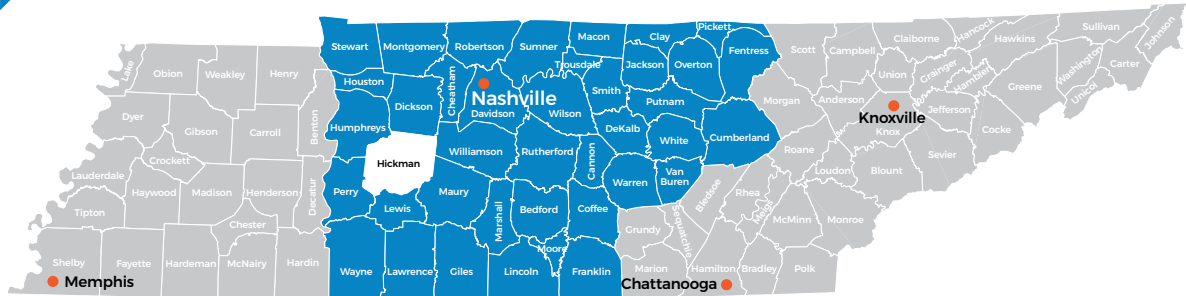 Lake
Obion
Weakley
Henry
Dyer
Gibson
Carroll
Benton
Crockett
Lauderdale
Haywood
Madison
Henderson
Decatur
Tipton
Chester
Shelby
Memphis
Fayette
Hardeman
McNairy
Hardin
Stewart
Montgomery
Robertson
Sumner
Macon
Clay
Pickett
Fentress
Trousdale
Jackson
Overton
Houston
Dickson
Cheatham
Nashville
Davidson
Wilson
Smith
Putnam
Humphreys
DeKalb
White
Cumberland
Hickman
Williamson
Rutherford
Cannon
Warren
Van
Buren
Perry
Lewis
Maury
Marshall
Bedford
Coffee
Moore
Wayne
Lawrence
Giles
Lincoln
Franklin
Scott
Campbell
Claiborne
Hancock
Hawkins
Sullivan
Johnson
Union
Grainger
Hambler
Washington
Carter
Unicoi
Greene
Morgan
Anderson
Knoxville
Knox
Jefferson
Cocke
Roane
Loudon
Blount
Sevier
Bledsoe
Rhea
Meigs
McMinn
Monroe
Grundy
Sequatchie
Marion
Hamilton
Chattanooga
Bradley
Polk